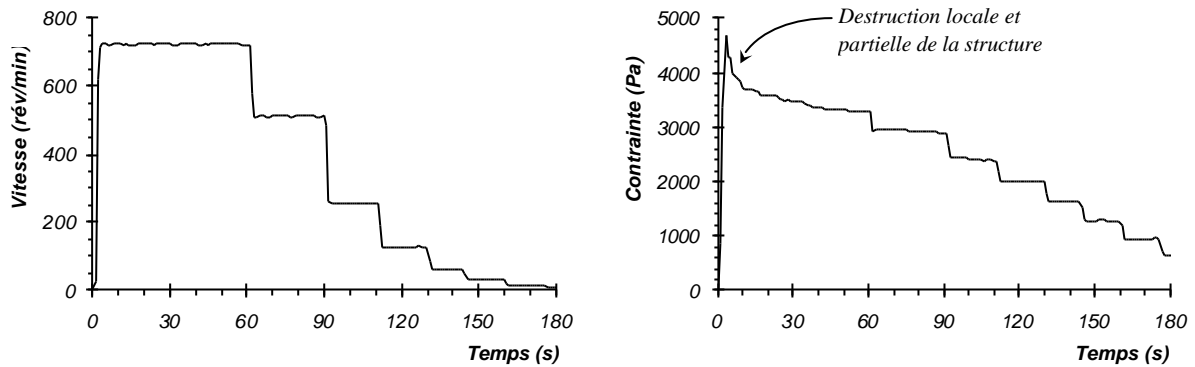 800
600
400
200
0
Vitesse (rév/min)
0 30 60 90 120 150 180
Temps (s)
Destruction locale et
partielle de la structure
5000
4000
3000
2000
1000
0
Contrainte (Pa)
0 30 60 90 120 150 180
Temps (s)